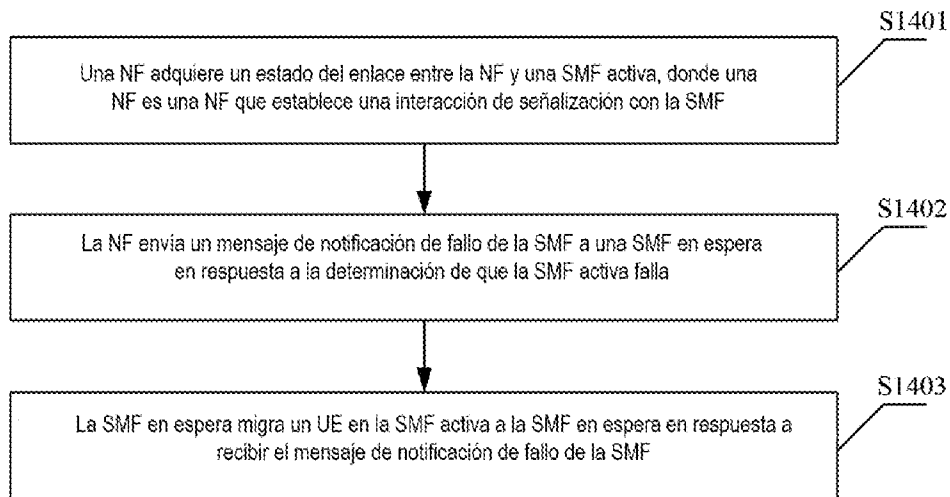 S1401
Una NF adquiere un estado del enlace entre la NF y una SMF activa, donde una
NF es una NF que establece una interacción de señalización con la SMF
S1402
La NF envía un mensaje de notificación de fallo de la SMF a una SMF en espera
en respuesta a la determinación de que la SMF activa falla
S1403
La SMF en espera migra un UE en la SMF activa a la SMF en espera en respuesta a
recibir el mensaje de notificación de fallo de la SMF